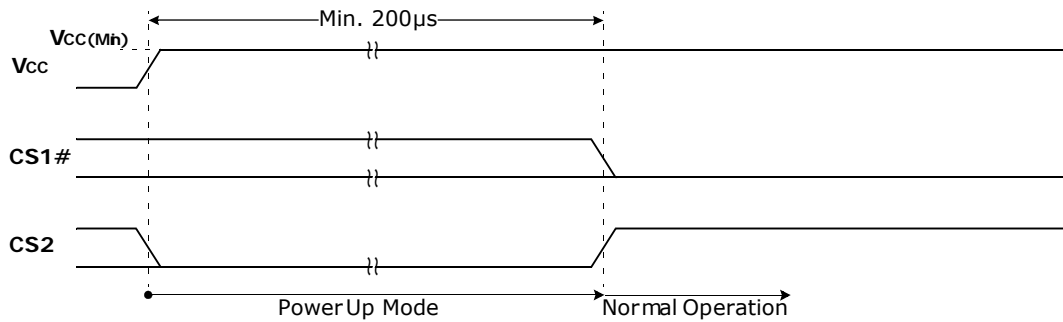 Min. 200μs
VCC(Min)
VCC
CS1#
CS2
Power Up Mode
Normal Operation